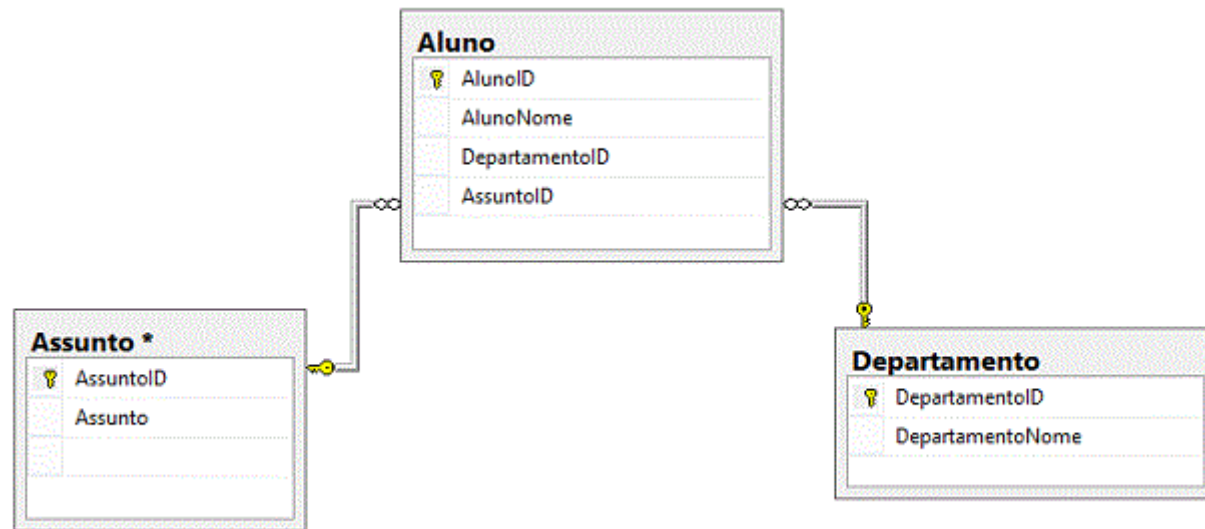 Aluno
AlunoID
AlunoNome
DepartamentoID
AssuntoID
Assunto *
AssuntoID
Assunto
Departamento
DepartamentoID
DepartamentoNome